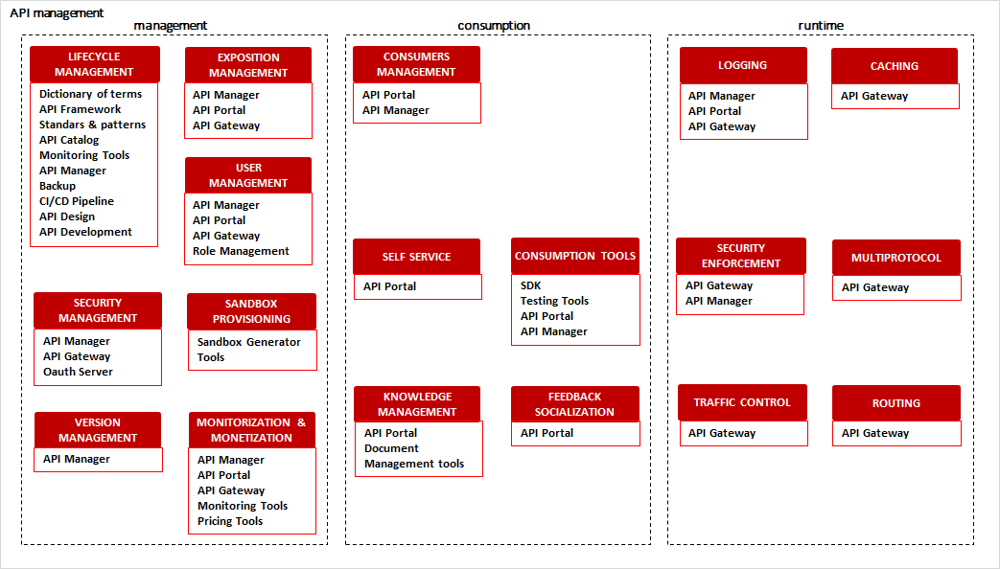 API management
management
LIFECYCLE
MANAGEMENT
Dictionary of terms
API Framework
Standars & patterns
API Catalog
Monitoring Tools
API Manager
Backup
CI/CD Pipeline
API Design
API Development
EXPOSITION
MANAGEMENT
API Manager
API Portal
API Gateway
USER
MANAGEMENT
API Manager
API Portal
API Gateway
Role Management
SECURITY
MANAGEMENT
API Manager
API Gateway
Oauth Server
SANDBOX
PROVISIONING
Sandbox Generator
Tools
VERSION
MANAGEMENT
API Manager
MONITORIZATION &
MONETIZATION
API Manager
API Portal
API Gateway
Monitoring Tools
Pricing Tools
consumption
CONSUMERS
MANAGEMENT
API Portal
API Manager
SELF SERVICE
API Portal
CONSUMPTION TOOLS
SDK
Testing Tools
API Portal
API Manager
KNOWLEDGE
MANAGEMENT
API Portal
Document
Management tools
FEEDBACK
SOCIALIZATION
API Portal
runtime
LOGGING
API Manager
API Portal
API Gateway
CACHING
API Gateway
SECURITY
ENFORCEMENT
API Gateway
API Manager
MULTIPROTOCOL
API Gateway
TRAFFIC CONTROL
API Gateway
ROUTING
API Gateway